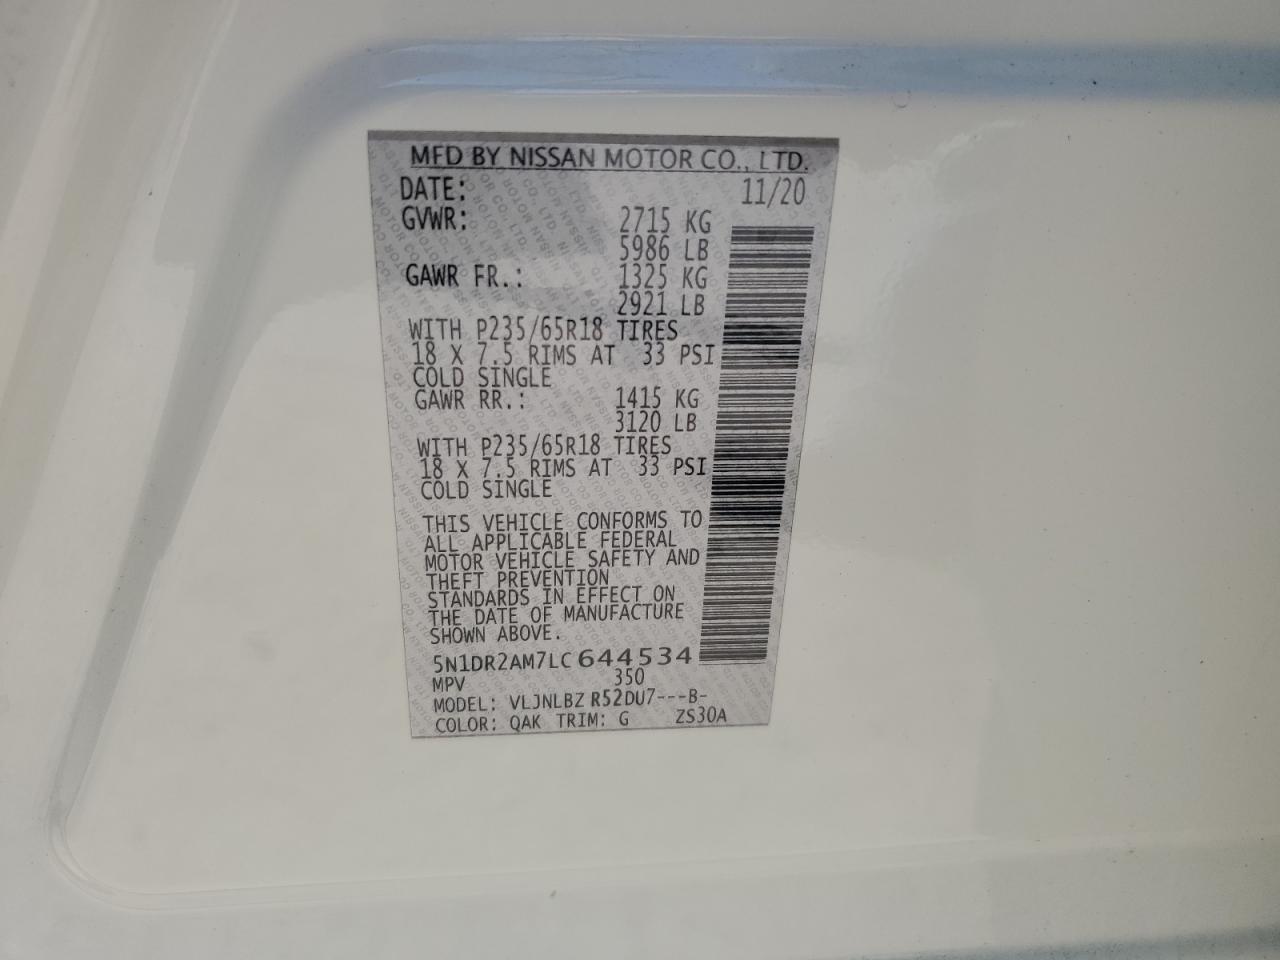 MFD BY NISSAN MOTOR CO., LTD.
DATE: 11/20
GVWR: 2715 KG
5986 LB
GAWR FR.: 1325 KG
2921 LB
WITH P235/65R18 TIRES
18 X 7.5 RIMS AT 33 PSI
COLD SINGLE
GAWR RR.: 1415 KG
3120 LB
WITH P235/65R18 TIRES
18 X 7.5 RIMS AT 33 PSI
COLD SINGLE
THIS VEHICLE CONFORMS TO
ALL APPLICABLE FEDERAL
MOTOR VEHICLE SAFETY AND
THEFT PREVENTION
STANDARDS IN EFFECT ON
THE DATE OF MANUFACTURE
SHOWN ABOVE.
5N1DR2AM7LC644534
MPV 350
MODEL: VLJNLBZ R52DU7---B-
COLOR: QAK TRIM: G ZS30A